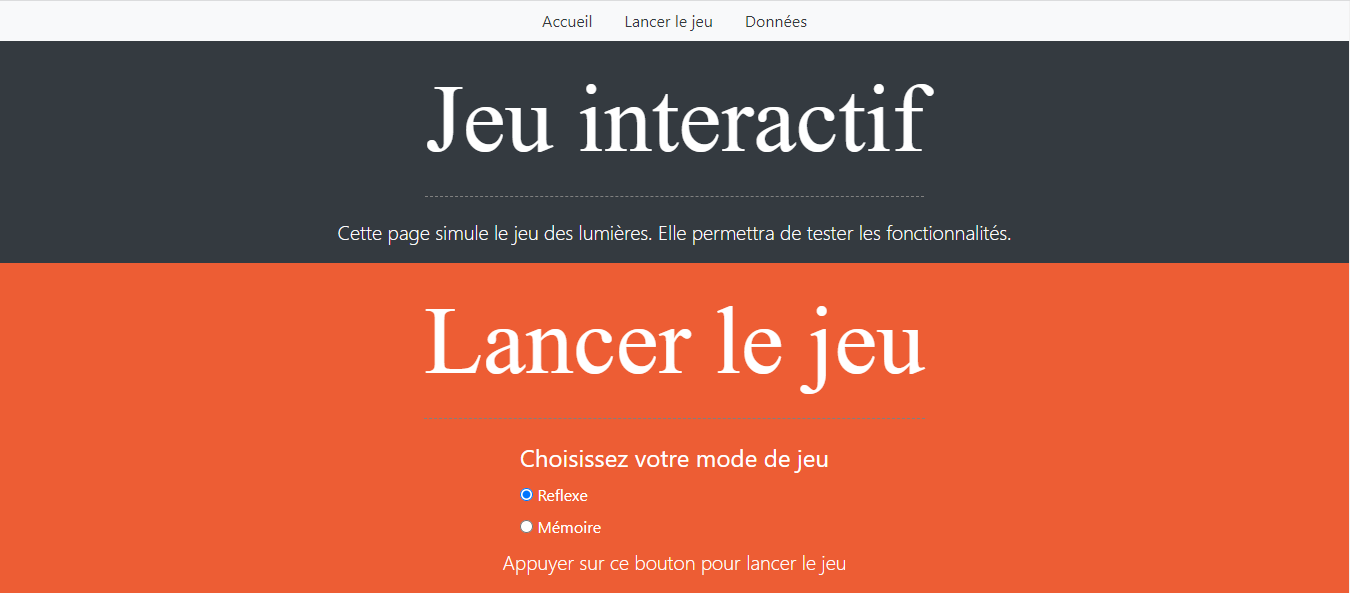 Accueil Lancer le jeu Données
Jeu interactif
Cette page simule le jeu des lumières. Elle permettra de tester les fonctionnalités.
Lancer le jeu
Choisissez votre mode de jeu
Reflexe
Mémoire
Appuyer sur ce bouton pour lancer le jeu